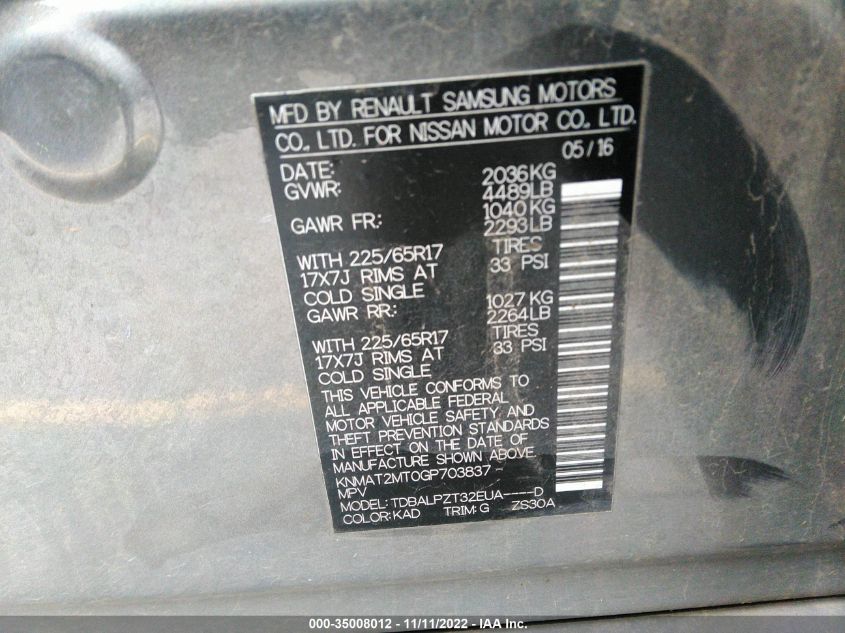 MFD BY RENAULT SAMSUNG MOTORS
CO., LTD. FOR NISSAN MOTOR CO., LTD.
DATE: 05/16
GVWR: 2036KG
4489LB
GAWR FR: 1040KG
2293LB
WITH 225/65R17 TIRES
17X7J RIMS AT 33 PSI
COLD SINGLE
GAWR RR: 1027KG
2264LB
WITH 225/65R17 TIRES
17X7J RIMS AT 33 PSI
COLD SINGLE
THIS VEHICLE CONFORMS TO
ALL APPLICABLE FEDERAL
MOTOR VEHICLE SAFETY, AND
THEFT PREVENTION STANDARDS
IN EFFECT ON THE DATE OF
MANUFACTURE SHOWN ABOVE.
KNMAT2MT0GP703837
MPV
MODEL: TDBALPZT32EUA----D
COLOR: KAD TRIM: G ZS30A
000-35008012 - 11/11/2022 - IAA Inc.